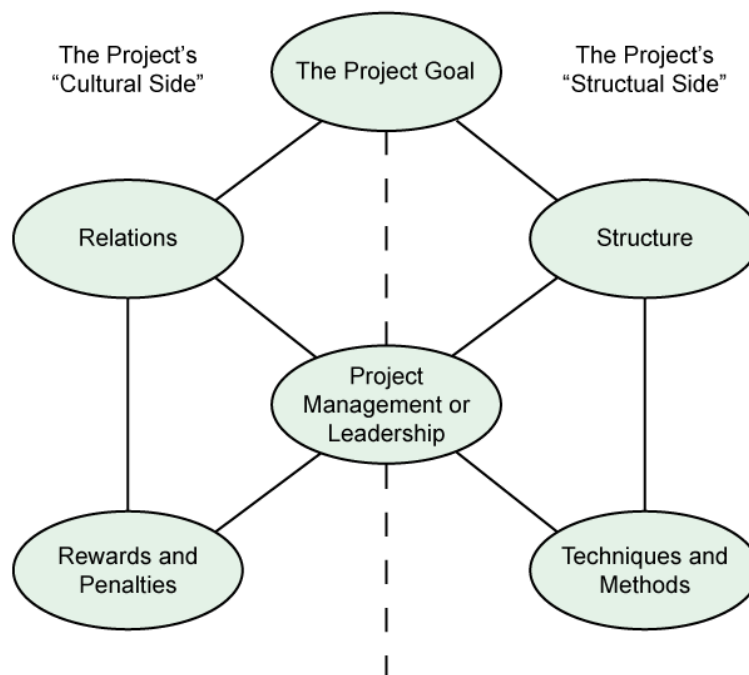 The Project's
“Cultural Side”
The Project Goal
The Project's
“Structual Side”
Relations
Structure
Project
Management or
Leadership
Rewards and
Penalties
Techniques and
Methods